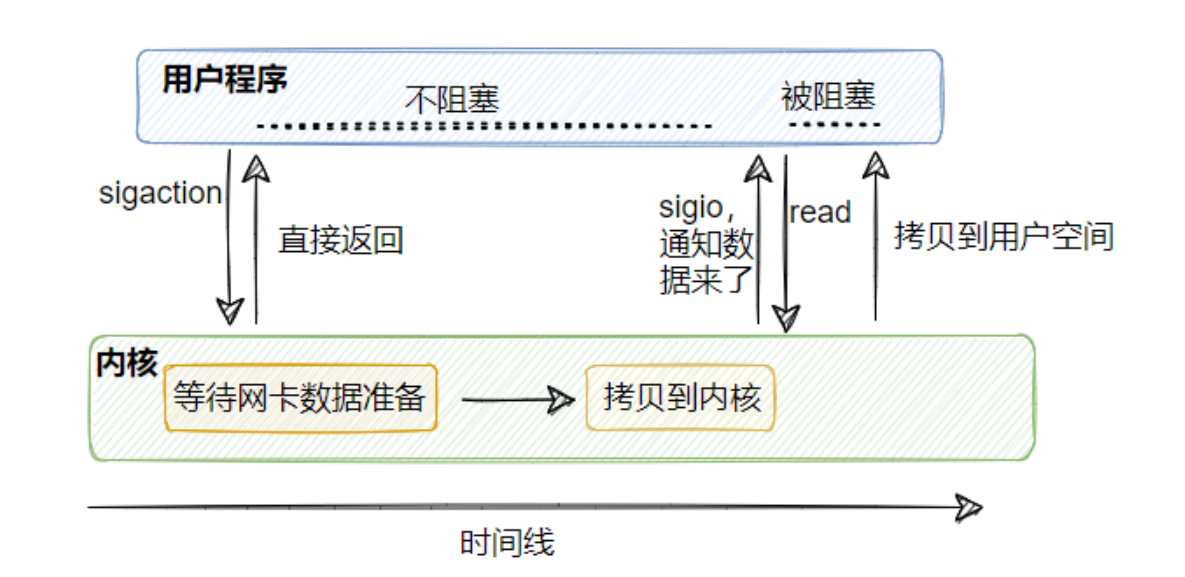 用户程序
不阻塞
被阻塞
sigaction
直接返回
sigio，
通知数
据来了
read
拷贝到用户空间
内核
等待网卡数据准备
拷贝到内核
时间线